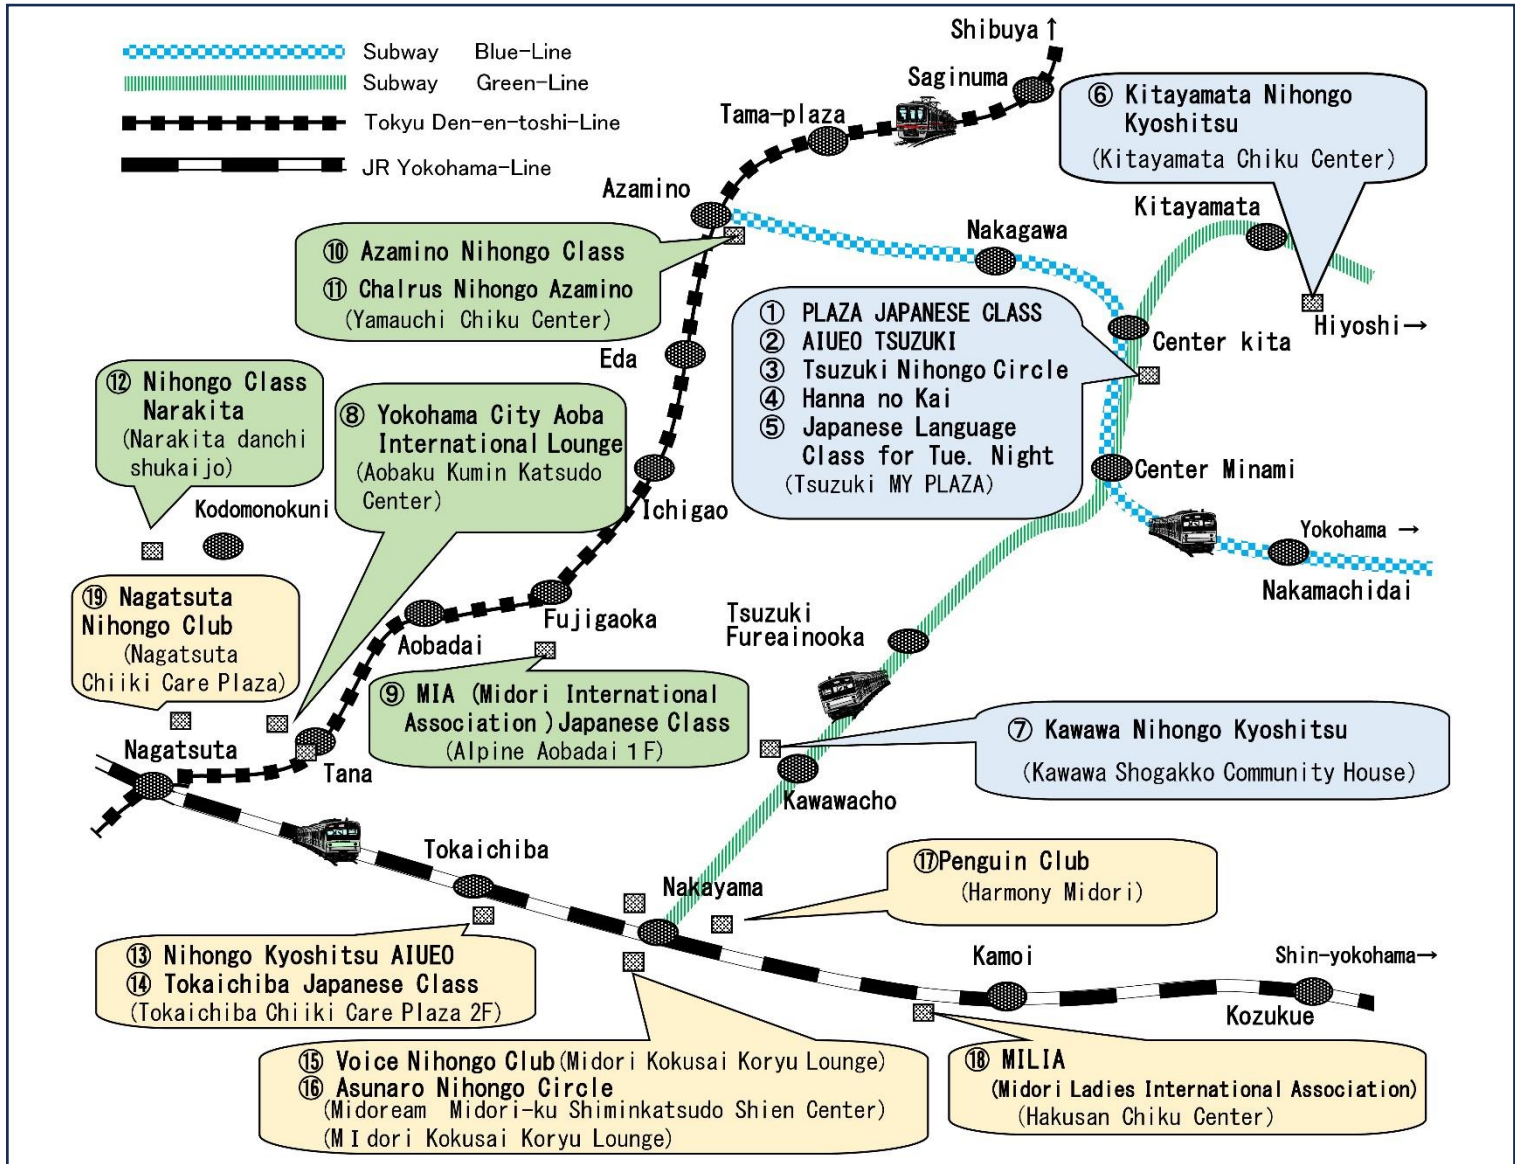 Subway Blue-Line
Subway Green-Line
Tokyu Den-en-toshi-Line
JR Yokohama-Line
Shibuya ↑
Saginuma
Tama-plaza
Azamino
⑥ Kitayamata Nihongo
Kyoshitsu
(Kitayamata Chiku Center)
Kitayamata
Nakagawa
⑩ Azamino Nihongo Class
⑪ Chalrus Nihongo Azamino
(Yamauchi Chiku Center)
① PLAZA JAPANESE CLASS
② AIUEO TSUZUKI
③ Tsuzuki Nihongo Circle
④ Hanna no Kai
⑤ Japanese Language
Class for Tue. Night
(Tsuzuki MY PLAZA)
Hiyoshi→
Center kita
Eda
⑫ Nihongo Class
Narakita
(Narakita danchi
shukaijo)
⑧ Yokohama City Aoba
International Lounge
(Aobaku Kumin Katsudo
Center)
Center Minami
Kodomonokuni
Ichigao
Yokohama →
Nakamachidai
⑲ Nagatsuta
Nihongo Club
(Nagatsuta
Chiiki Care Plaza)
Fujigaoka
Aobadai
Tsuzuki
Fureainooka
⑨ MIA (Midori International
Association) Japanese Class
(Alpine Aobadai 1F)
⑦ Kawawa Nihongo Kyoshitsu
(Kawawa Shogakko Community House)
Nagatsuta
Tana
Kawawacho
Tokaichiba
Nakayama
⑰Penguin Club
(Harmony Midori)
⑬ Nihongo Kyoshitsu AIUEO
⑭ Tokaichiba Japanese Class
(Tokaichiba Chiiki Care Plaza 2F)
Kamoi
Shin-yokohama→
Kozukue
⑮ Voice Nihongo Club(Midori Kokusai Koryu Lounge)
⑯ Asunaro Nihongo Circle
(Midoream Midori-ku Shiminkatsudo Shien Center)
(MIdori Kokusai Koryu Lounge)
⑱ MILIA
(Midori Ladies International Association)
(Hakusan Chiku Center)